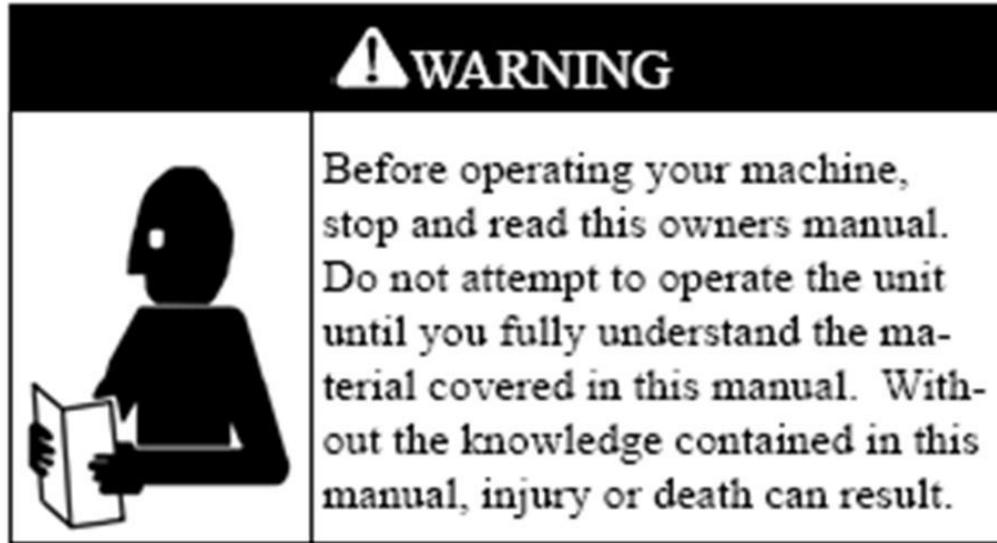 WARNING
Before operating your machine,
stop and read this owners manual.
Do not attempt to operate the unit
until you fully understand the ma-
terial covered in this manual.  With-
out the knowledge contained in this
manual, injury or death can result.